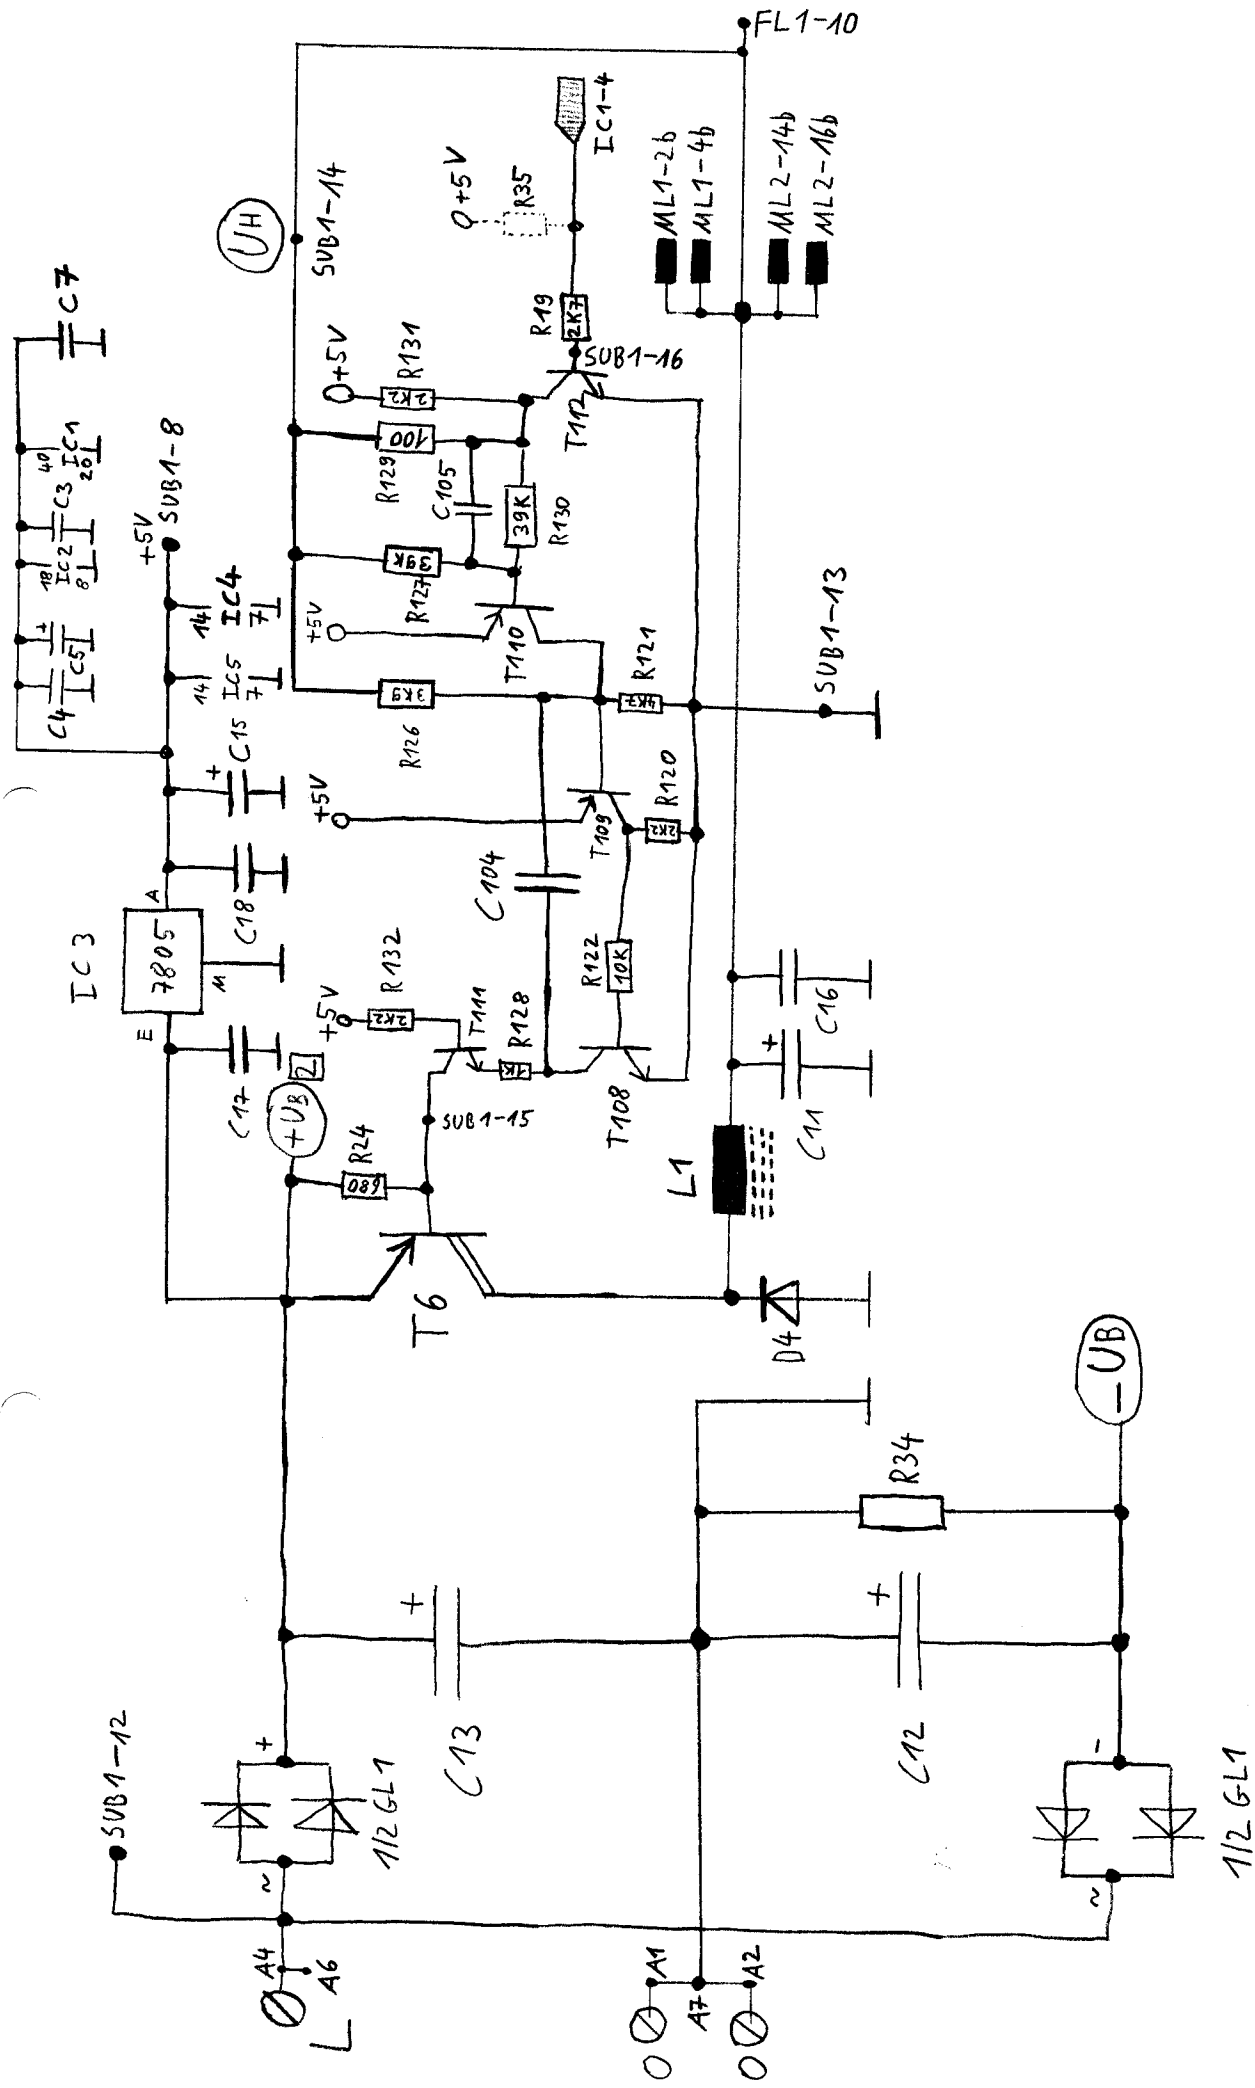 L
A4
A6
SUB1-12
~
+
1/2 GL1
C13
+
O
O
A1
A7
A2
C12
+
R34
~
-
1/2 GL1
-UB
T6
D4
L1
R24
680
+UB
2
SUB1-15
E
C17
IC3
7805
M
A
C18
C15
+
14 IC5 7
14 IC4 7
+5V
SUB1-8
C4
C5
+
18 IC2 8
C3
40 IC1 20
C7
+5V
R132
2K2
T111
R128
1K
C104
T108
R122
10K
T109
+5V
R120
2K2
R121
4K7
R126
3K9
T110
+5V
R127
39K
C105
R130
39K
R129
100
R131
2K2
+5V
T112
SUB1-16
R19
2K7
R35
+5V
IC1-4
UH
SUB1-14
SUB1-13
C11
+
C16
ML1-2b
ML1-4b
ML2-14b
ML2-16b
FL1-10